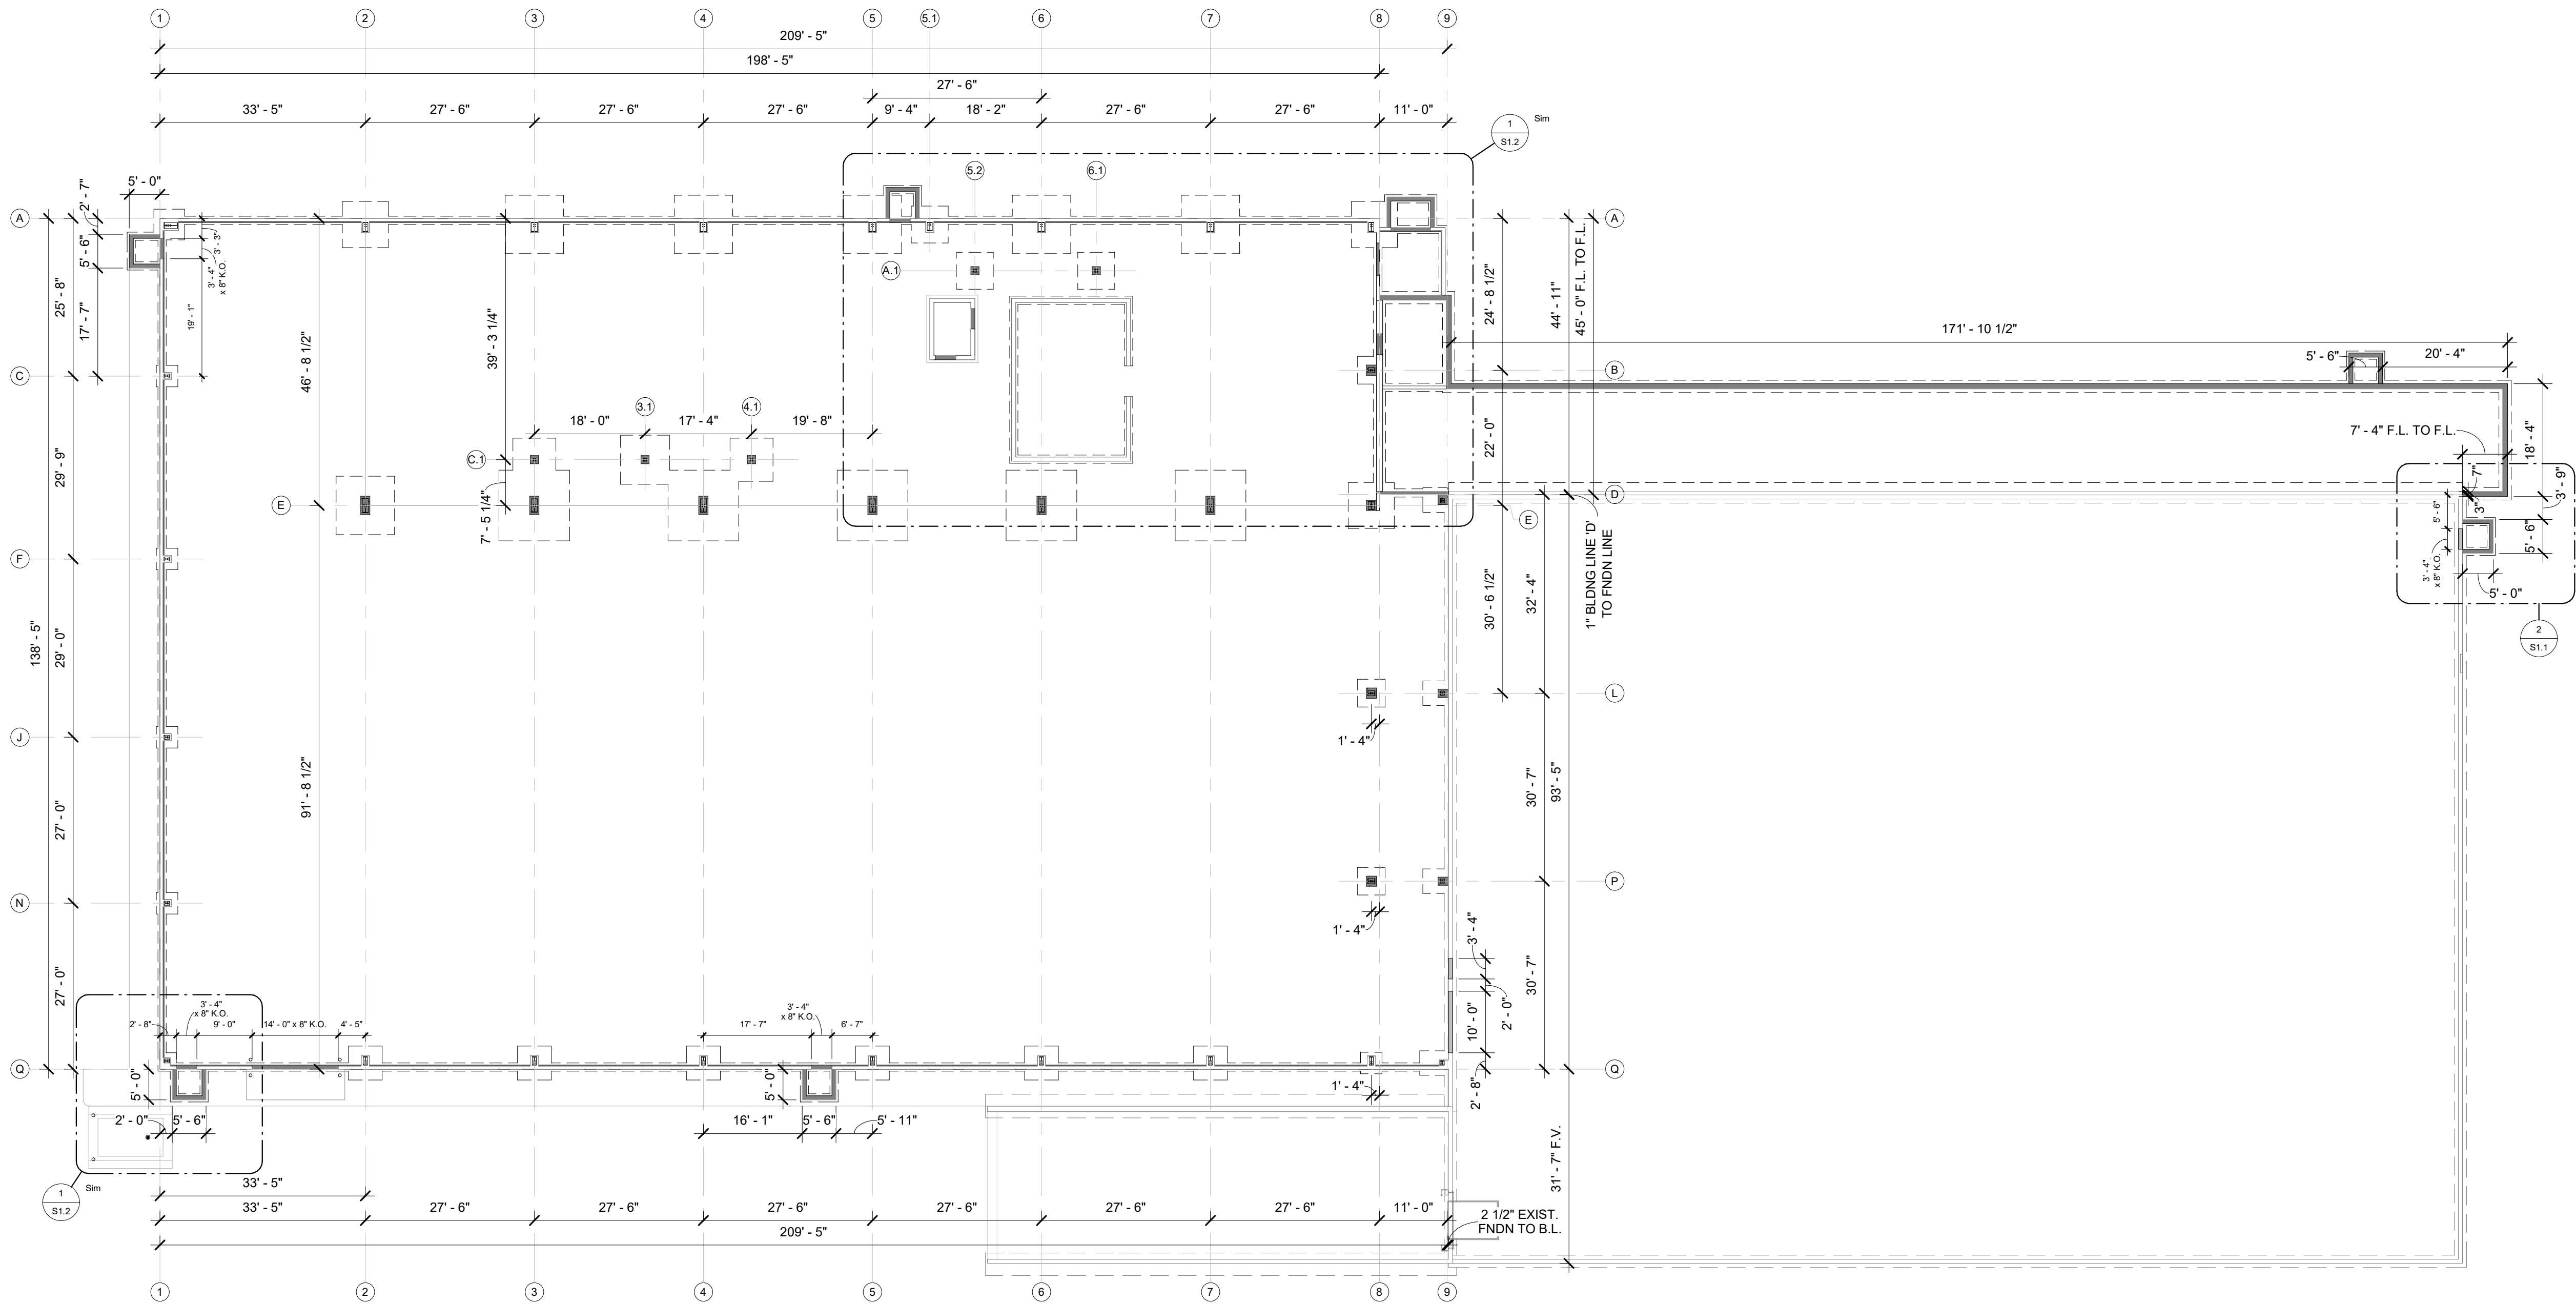 1 2 3 4 5 5.1 6 7 8 9
209' - 5"
198' - 5"
27' - 6"
33' - 5" 27' - 6" 27' - 6" 27' - 6" 9' - 4" 18' - 2" 27' - 6" 27' - 6" 11' - 0"
1
S1.2
Sim
5.2 6.1
5' - 0"
2' - 7"
A
A
5' - 6"
3' - 3"
3' - 4"
x 8" K.O.
19' - 1"
25' - 8"
17' - 7"
A.1
24' - 8 1/2"
44' - 11"
45' - 0" F.L. TO F.L.
171' - 10 1/2"
46' - 8 1/2"
39' - 3 1/4"
5' - 6"
20' - 4"
C
B
3.1 4.1
18' - 0" 17' - 4" 19' - 8"
C.1
22' - 0"
7' - 4" F.L. TO F.L.
18' - 4"
29' - 9"
7"
3"
3' - 9"
D
E
E
7' - 5 1/4"
1" BLDNG LINE 'D'
TO FNDN LINE
5' - 6"
3' - 4"
x 8" K.O.
5' - 6"
5' - 0"
2
S1.1
F
30' - 6 1/2"
32' - 4"
138' - 5"
29' - 0"
L
1' - 4"
J
91' - 8 1/2"
30' - 7"
93' - 5"
27' - 0"
P
N
1' - 4"
3' - 4"
2' - 0"
10' - 0"
30' - 7"
27' - 0"
2' - 8"
3' - 4"
x 8" K.O.
9' - 0"
14' - 0" x 8" K.O.
4' - 5"
17' - 7"
3' - 4"
x 8" K.O.
6' - 7"
Q
Q
5' - 0"
5' - 0"
1' - 4"
2' - 8"
2' - 0"
5' - 6"
16' - 1"
5' - 6"
5' - 11"
31' - 7" F.V.
1
S1.2
Sim
33' - 5"
33' - 5" 27' - 6" 27' - 6" 27' - 6" 27' - 6" 27' - 6" 27' - 6" 11' - 0"
2 1/2" EXIST.
FNDN TO B.L.
209' - 5"
1 2 3 4 5 6 7 8 9